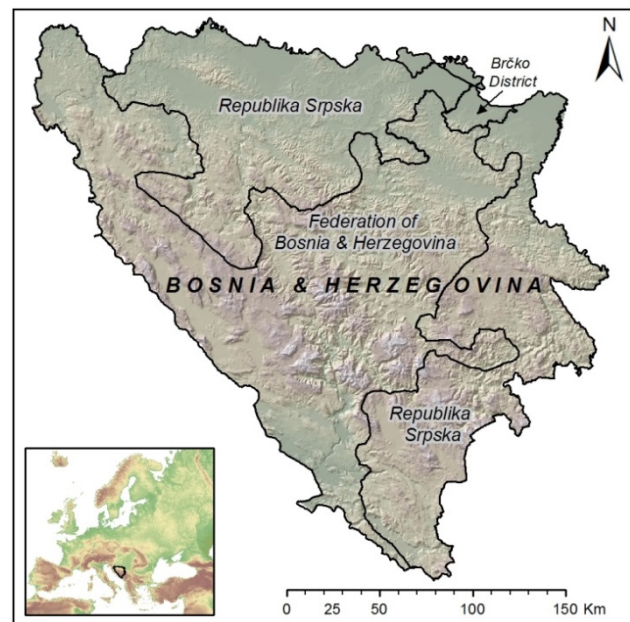 N
Brčko
District
Republika Srpska
Federation of
Bosnia & Herzegovina
BOSNIA & HERZEGOVINA
Republika
Srpska
0 25 50 100 150 Km